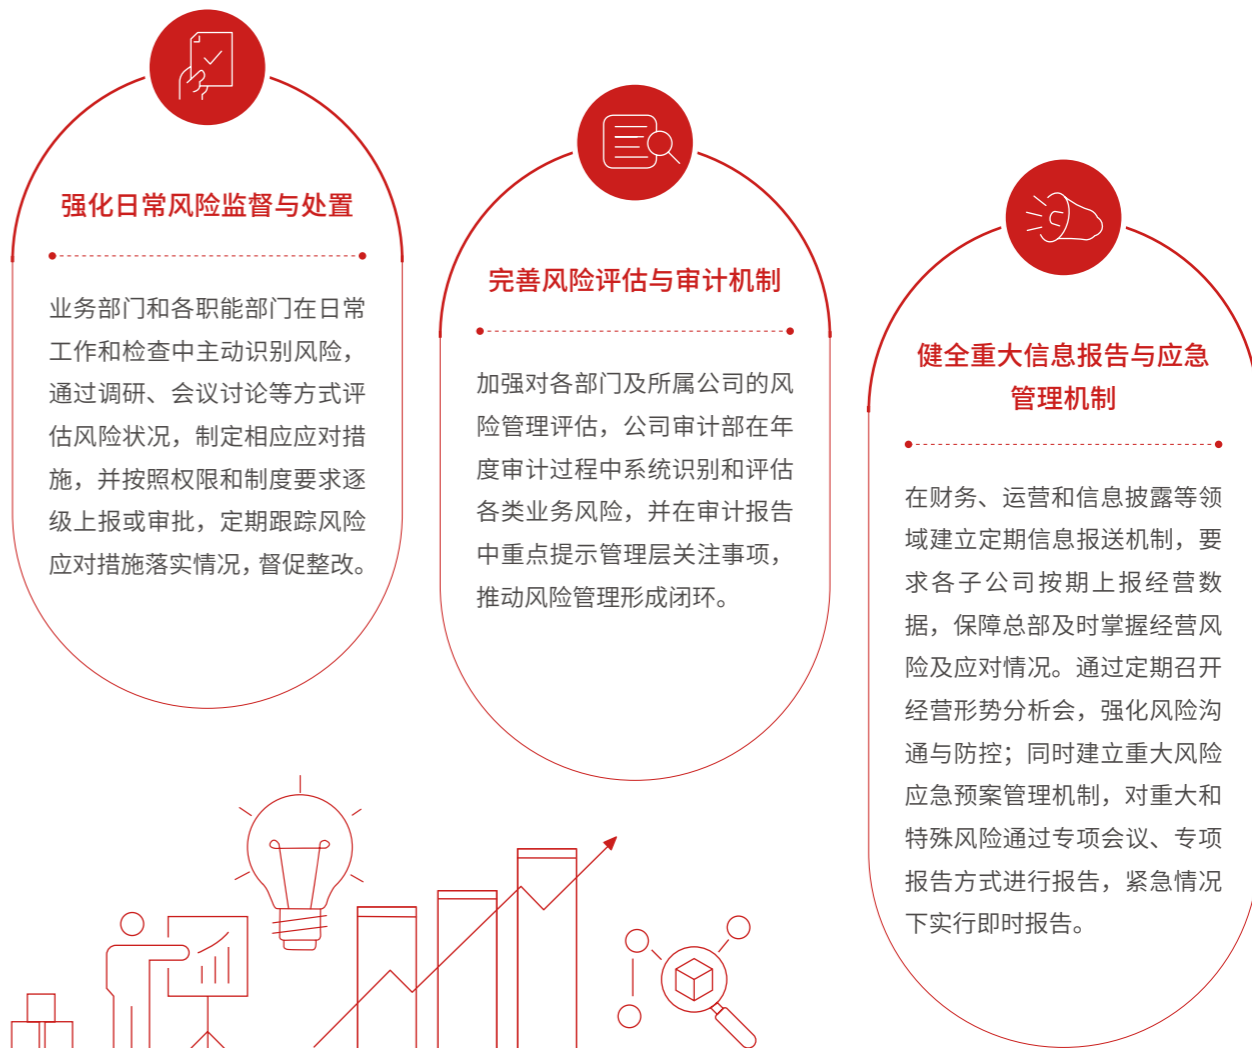 强化日常风险监督与处置
业务部门和各职能部门在日常
工作和检查中主动识别风险，
通过调研、会议讨论等方式评
估风险状况，制定相应应对措
施，并按照权限和制度要求逐
级上报或审批，定期跟踪风险
应对措施落实情况，督促整改。
完善风险评估与审计机制
加强对各部门及所属公司的风
险管理评估，公司审计部在年
度审计过程中系统识别和评估
各类业务风险，并在审计报告
中重点提示管理层关注事项，
推动风险管理形成闭环。
健全重大信息报告与应急
管理机制
在财务、运营和信息披露等领
域建立定期信息报送机制，要
求各子公司按期上报经营数
据，保障总部及时掌握经营风
险及应对情况。通过定期召开
经营形势分析会，强化风险沟
通与防控；同时建立重大风险
应急预案管理机制，对重大和
特殊风险通过专项会议、专项
报告方式进行报告，紧急情况
下实行即时报告。